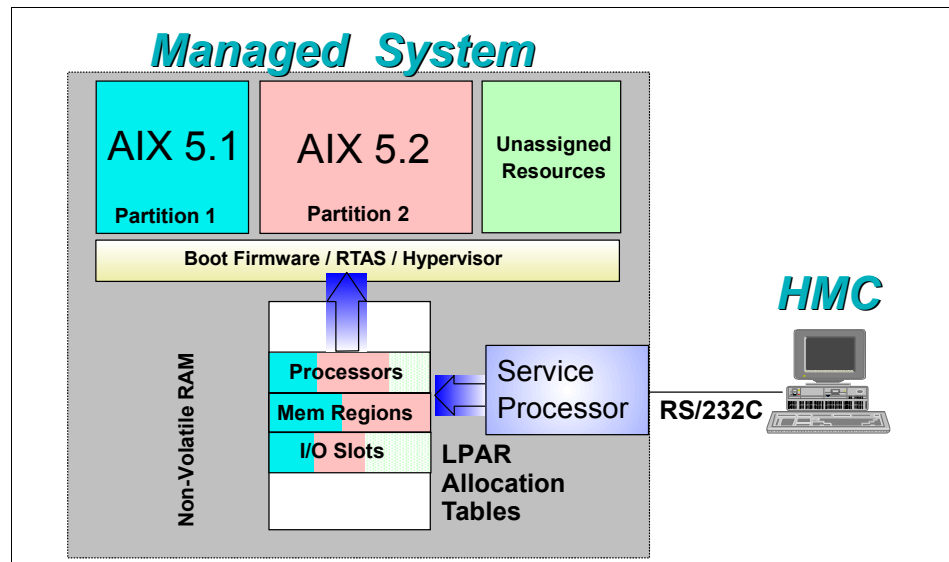 Managed System
AIX 5.1
Partition 1
AIX 5.2
Partition 2
Unassigned
Resources
Boot Firmware / RTAS / Hypervisor
Non-Volatile RAM
Processors
Mem Regions
I/O Slots
LPAR
Allocation
Tables
Service
Processor
RS/232C
HMC